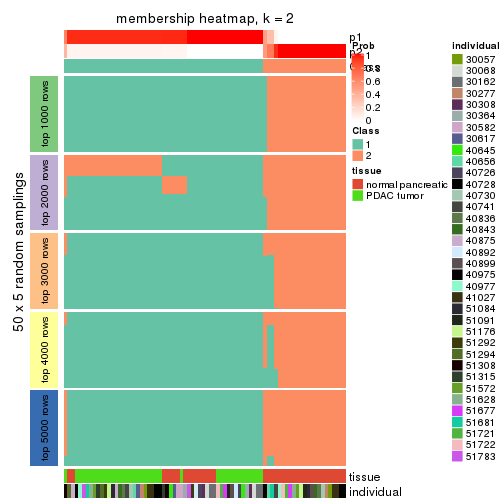 membership heatmap, k = 2
p1
p2
Class
50 x 5 random samplings
top 1000 rows
top 2000 rows
top 3000 rows
top 4000 rows
top 5000 rows
tissue
individual
Prob
1
0.8
0.6
0.4
0.2
0
Class
1
2
tissue
normal pancreatic
PDAC tumor
individual
30057
30068
30162
30277
30308
30364
30582
30617
40645
40656
40726
40728
40730
40741
40836
40843
40875
40892
40899
40975
40977
41027
51084
51091
51176
51292
51294
51308
51315
51572
51628
51677
51681
51721
51722
51783